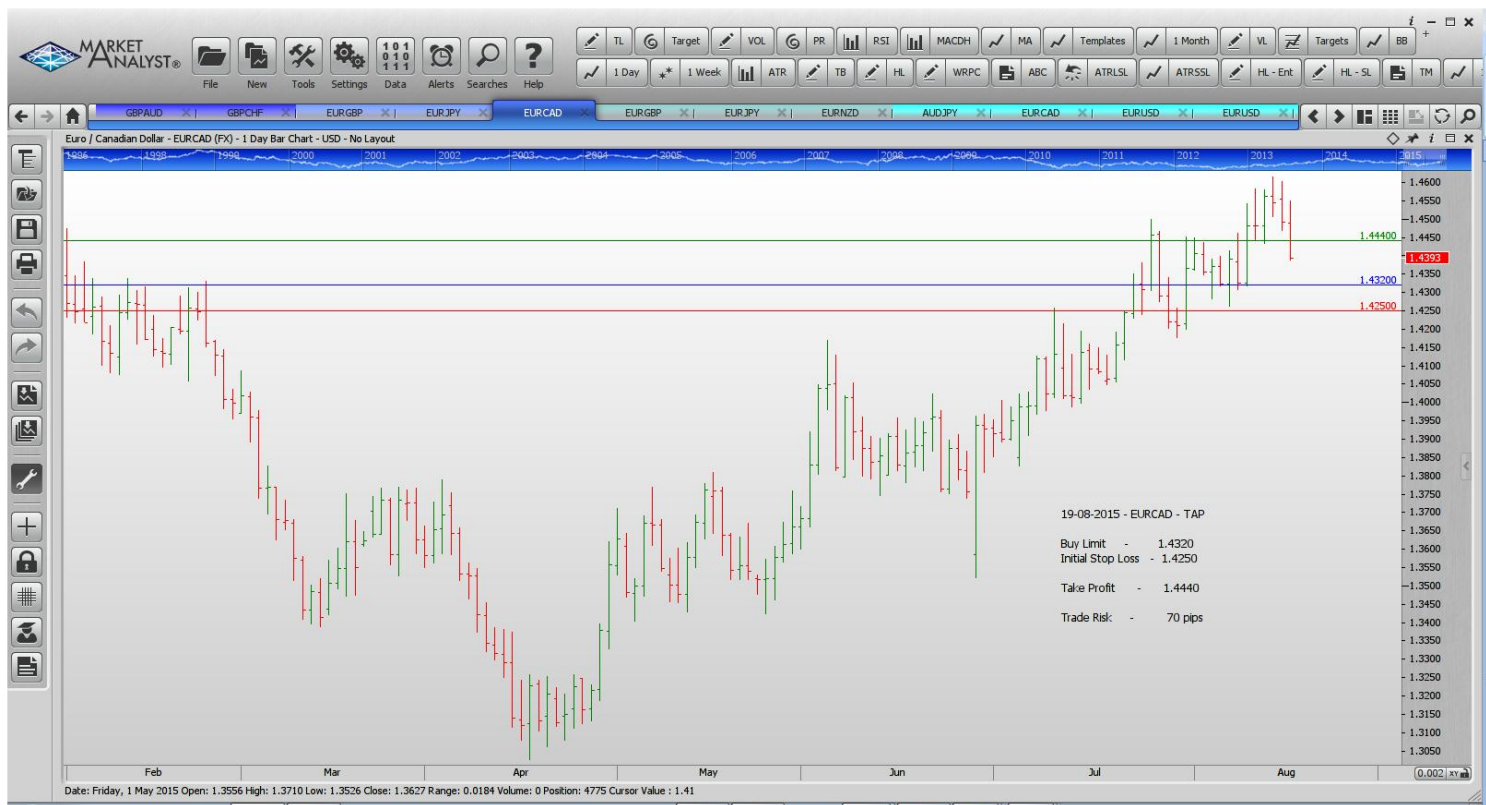 MARKET ANALYST®
File New Tools Settings Data Alerts Searches Help
TL Target VOL PR RSI MACDH MA Templates 1 Month VL Targets BB
1 Day 1 Week ATR TB HL WRPC ABC ATRLSL ATRSSL HL - Ent HL - SL TM
GBPAUD GBPCHF EURGBP EURJPY EURCAD EURGBP EURJPY EURNZD AUDJPY EURCAD EURUSD EURUSD
Euro / Canadian Dollar - EURCAD (FX) - 1 Day Bar Chart - USD - No Layout
1996 1998 1999 2000 2001 2002 2003 2004 2005 2006 2007 2008 2009 2010 2011 2012 2013 2014 2015
1.4600
1.4550
1.4500
1.44400
1.4450
1.4393
1.4350
1.43200
1.4300
1.42500
1.4250
1.4200
1.4150
1.4100
1.4050
1.4000
1.3950
1.3900
1.3850
1.3800
1.3750
1.3700
1.3650
1.3600
1.3550
1.3500
1.3450
1.3400
1.3350
1.3300
1.3250
1.3200
1.3150
1.3100
1.3050
19-08-2015 - EURCAD - TAP
Buy Limit - 1.4320
Initial Stop Loss - 1.4250
Take Profit - 1.4440
Trade Risk - 70 pips
Feb Mar Apr May Jun Jul Aug
0.002 XY
Date: Friday, 1 May 2015 Open: 1.3556 High: 1.3710 Low: 1.3526 Close: 1.3627 Range: 0.0184 Volume: 0 Position: 4775 Cursor Value : 1.41